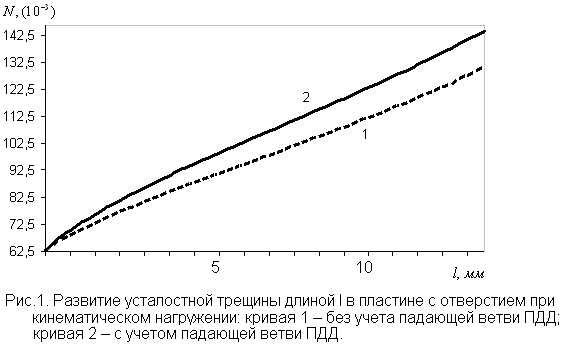 N, (10⁻³)
142,5
132,5
122,5
112,5
102,5
92,5
82,5
72,5
62,5
2
1
5
10
l, мм
Рис.1. Развитие усталостной трещины длиной l в пластине с отверстием при
кинематическом нагружении: кривая 1 – без учета падающей ветви ПДД;
кривая 2 – с учетом падающей ветви ПДД.